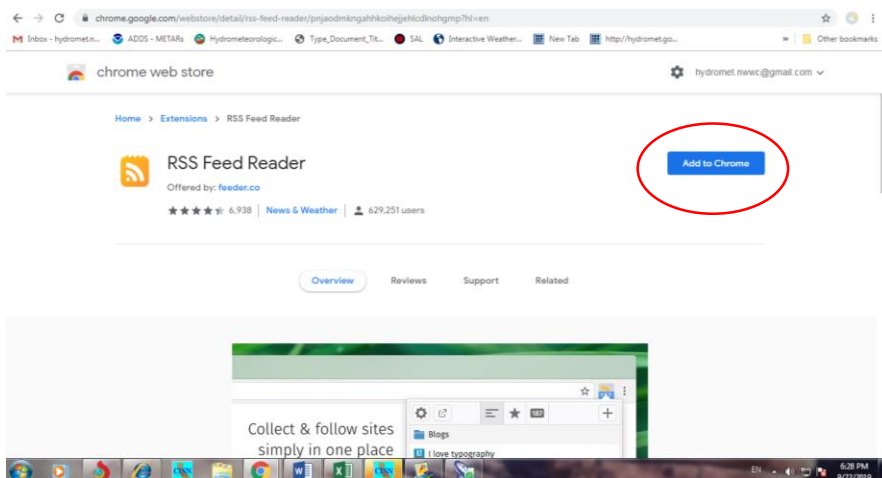 chrome.google.com/webstore/detail/rss-feed-reader/pnjaodmkngahhkoihejjehlcdlnohgmp?hl=en
Inbox - hydromet.n... ADDS - METARs Hydrometeorologic... Type_Document_Tit... SAL Interactive Weather... New Tab http://hydromet.go... » Other bookmarks
chrome web store hydromet.nwwc@gmail.com
Home > Extensions > RSS Feed Reader
RSS Feed Reader
Add to Chrome
Offered by: feeder.co
6,938 | News & Weather | 629,251 users
Overview Reviews Support Related
Collect & follow sites
simply in one place
Blogs
I love typography
EN 6:28 PM
9/22/2019